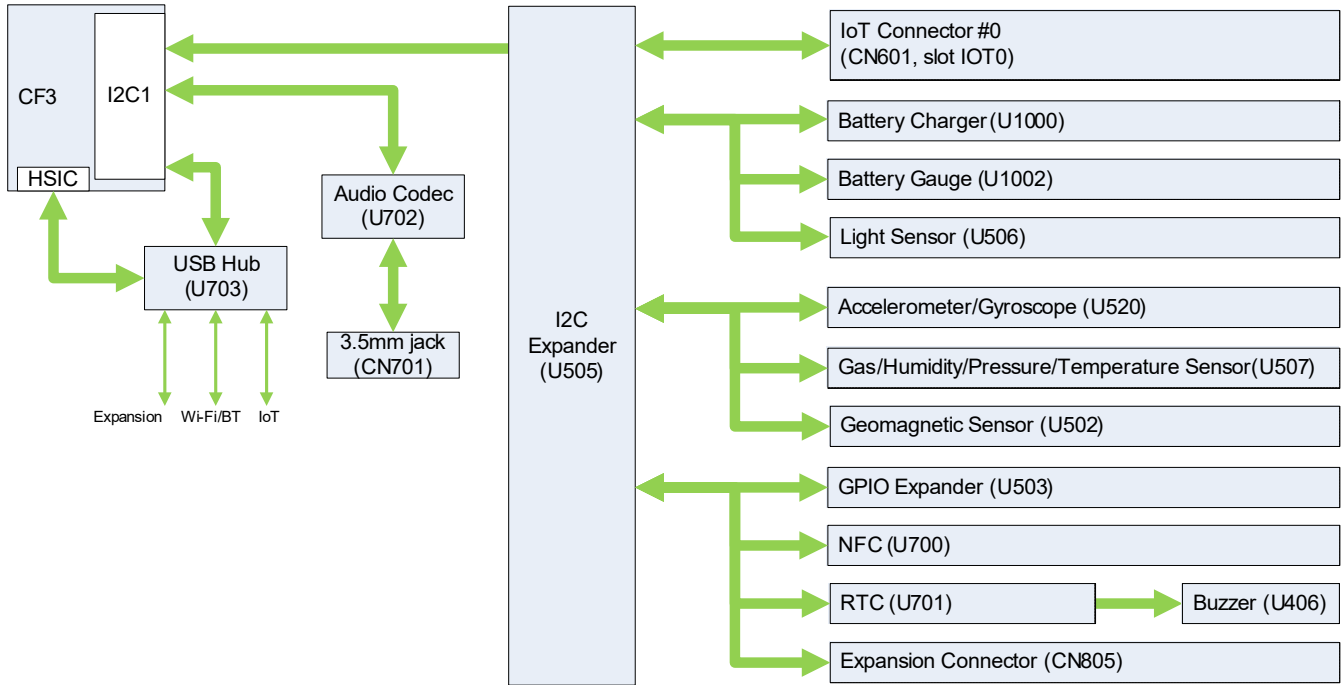 CF3
I2C1
HSIC
USB Hub
(U703)
Expansion
Wi-Fi/BT
IoT
Audio Codec
(U702)
3.5mm jack
(CN701)
I2C
Expander
(U505)
IoT Connector #0
(CN601, slot IOT0)
Battery Charger (U1000)
Battery Gauge (U1002)
Light Sensor (U506)
Accelerometer/Gyroscope (U520)
Gas/Humidity/Pressure/Temperature Sensor(U507)
Geomagnetic Sensor (U502)
GPIO Expander (U503)
NFC (U700)
RTC (U701)
Buzzer (U406)
Expansion Connector (CN805)